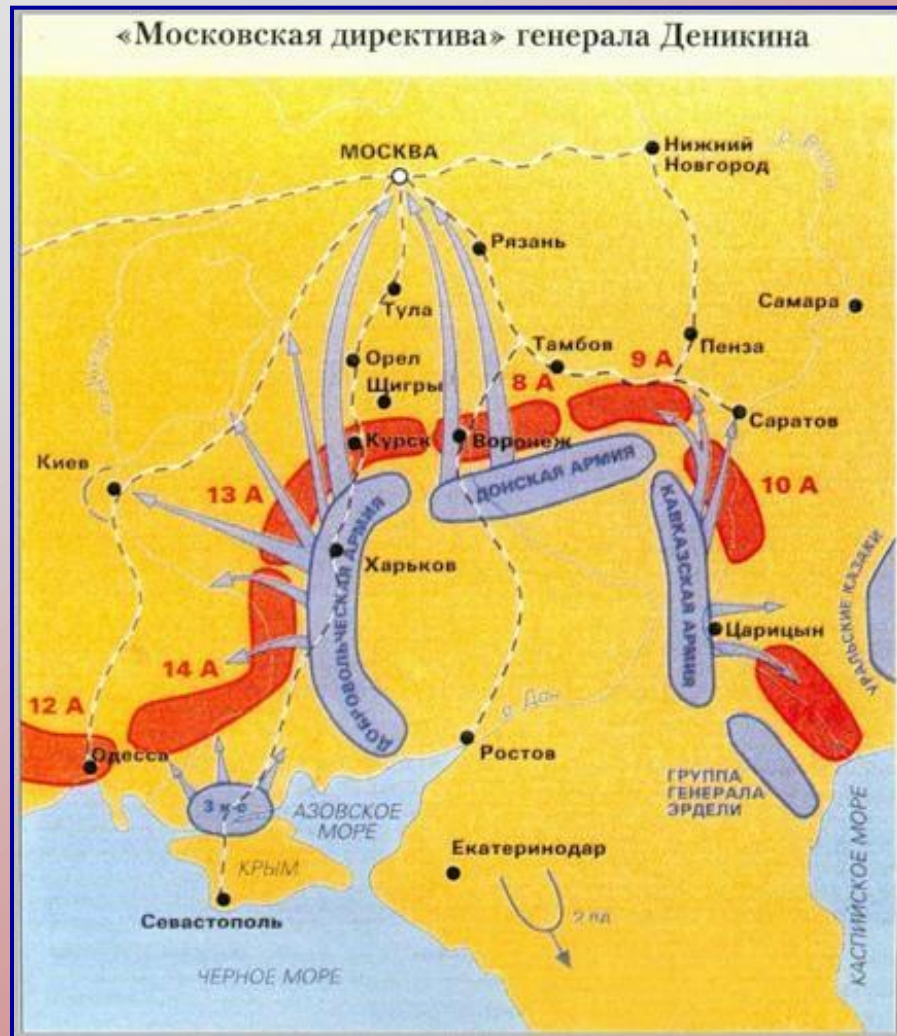 «Московская директива» генерала Деникина
МОСКВА
Нижний
Новгород
Рязань
Тула
Самара
Орел
Щигры
Тамбов
Пенза
8 А
9 А
Саратов
Курск
Воронеж
Киев
13 А
ДОНСКАЯ АРМИЯ
10 А
ДОБРОВОЛЬЧЕСКАЯ АРМИЯ
Харьков
КАВКАЗСКАЯ АРМИЯ
УРАЛЬСКИЕ КАЗАКИ
Царицын
14 А
12 А
р. Дон
Одесса
Ростов
3 к-с
АЗОВСКОЕ
МОРЕ
ГРУППА
ГЕНЕРАЛА
ЭРДЕЛИ
КРЫМ
Екатеринодар
Севастополь
ЧЕРНОЕ МОРЕ
КАСПИЙСКОЕ МОРЕ